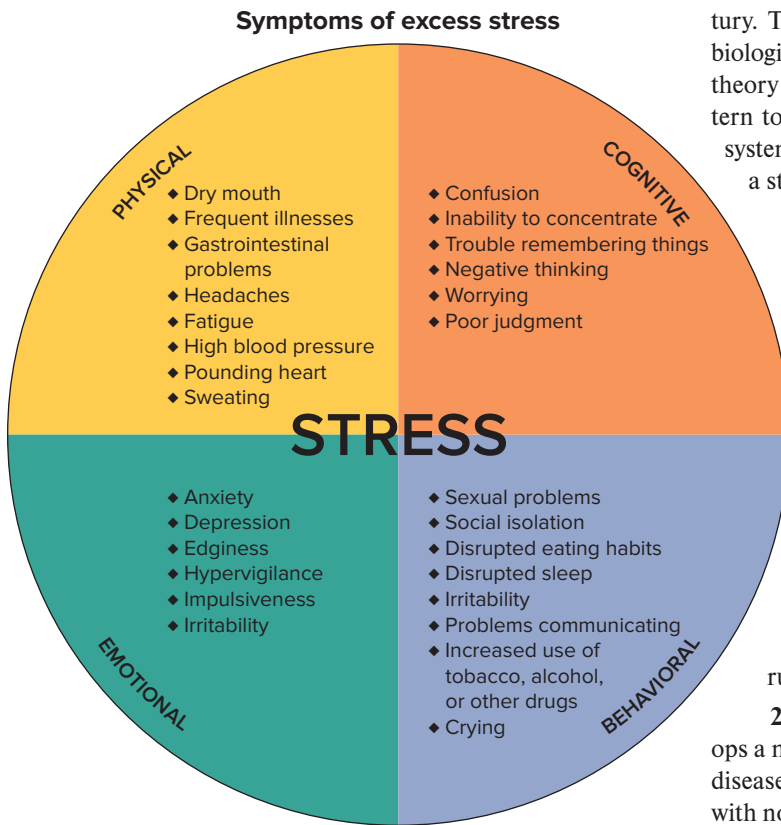 Symptoms of excess stress
PHYSICAL
◆ Dry mouth
◆ Frequent illnesses
◆ Gastrointestinal
problems
◆ Headaches
◆ Fatigue
◆ High blood pressure
◆ Pounding heart
◆ Sweating
COGNITIVE
◆ Confusion
◆ Inability to concentrate
◆ Trouble remembering things
◆ Negative thinking
◆ Worrying
◆ Poor judgment
STRESS
EMOTIONAL
◆ Anxiety
◆ Depression
◆ Edginess
◆ Hypervigilance
◆ Impulsiveness
◆ Irritability
BEHAVIORAL
◆ Sexual problems
◆ Social isolation
◆ Disrupted eating habits
◆ Disrupted sleep
◆ Irritability
◆ Problems communicating
◆ Increased use of
tobacco, alcohol,
or other drugs
◆ Crying
tury. T
biologi
theory
tern to
system
a st
ru
2
ops a n
disease
with no